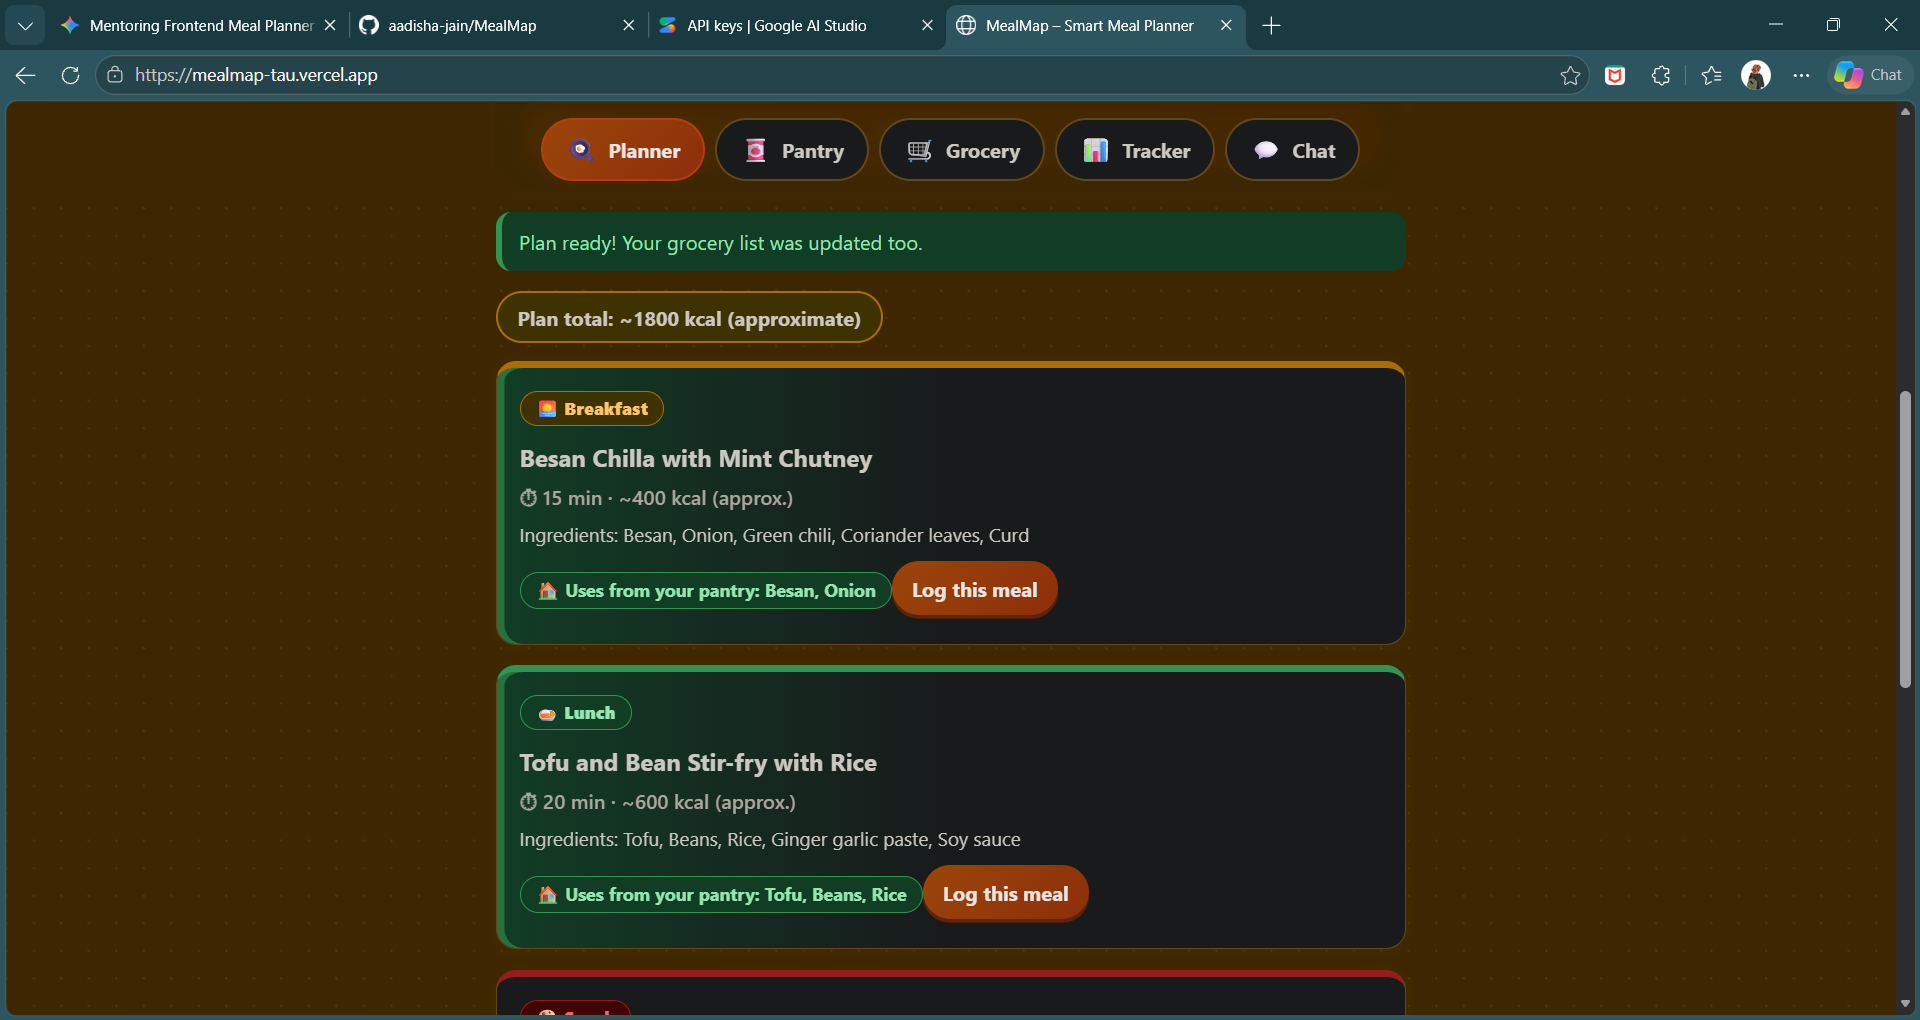 Mentoring Frontend Meal Planner
aadisha-jain/MealMap
API keys | Google AI Studio
MealMap – Smart Meal Planner
https://mealmap-tau.vercel.app
Chat
Planner
Pantry
Grocery
Tracker
Chat
Plan ready! Your grocery list was updated too.
Plan total: ~1800 kcal (approximate)
Breakfast
Besan Chilla with Mint Chutney
15 min · ~400 kcal (approx.)
Ingredients: Besan, Onion, Green chili, Coriander leaves, Curd
Uses from your pantry: Besan, Onion
Log this meal
Lunch
Tofu and Bean Stir-fry with Rice
20 min · ~600 kcal (approx.)
Ingredients: Tofu, Beans, Rice, Ginger garlic paste, Soy sauce
Uses from your pantry: Tofu, Beans, Rice
Log this meal